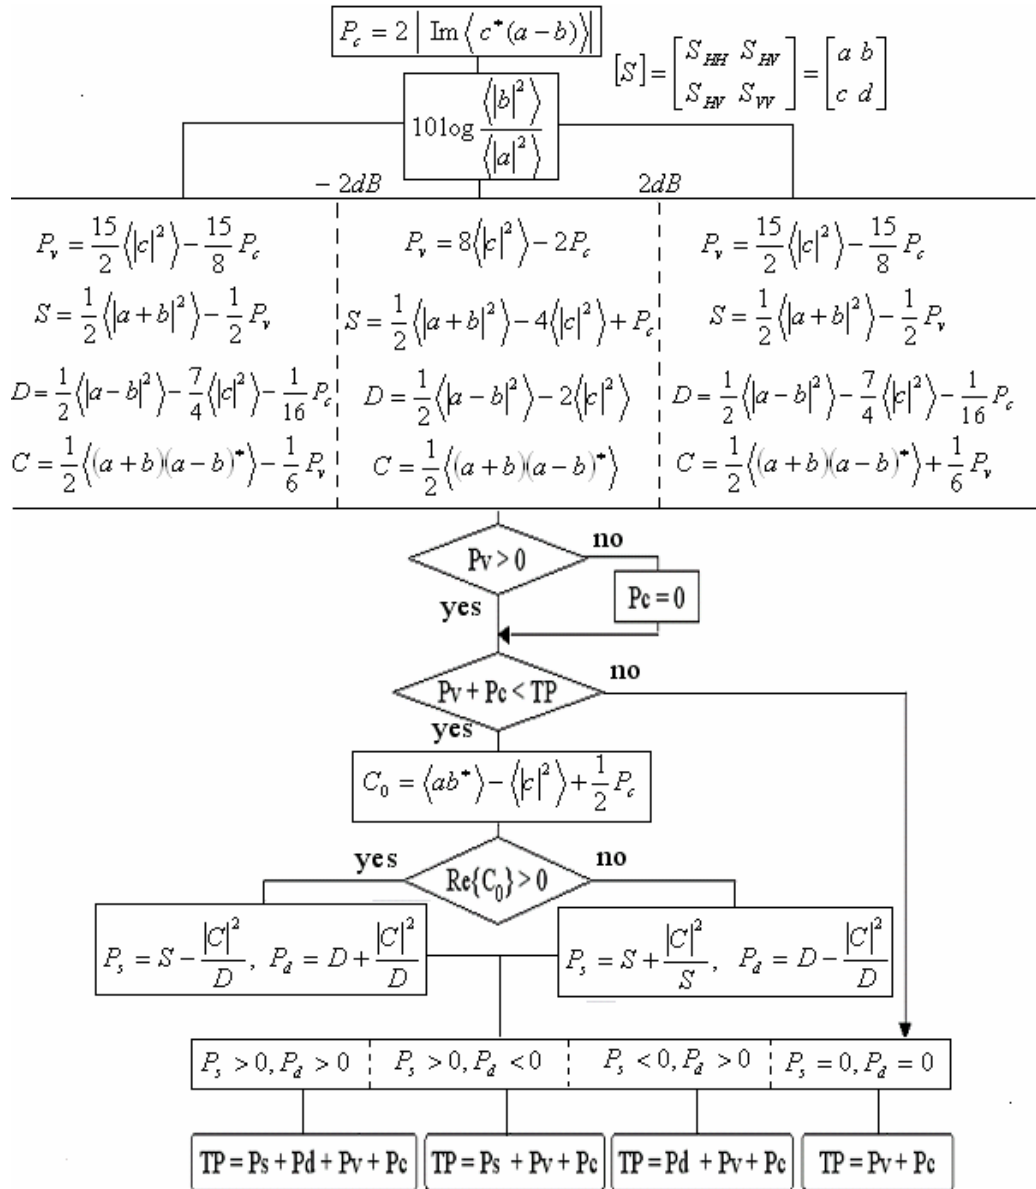 P_c = 2 | Im⟨c*(a−b)⟩|
[S] = [S_HH S_HV; S_HV S_VV] = [a b; c d]
10log ⟨|b|²⟩/⟨|a|²⟩
− 2dB 2dB
P_v = 15/2⟨|c|²⟩ − 15/8 P_c
S = 1/2⟨|a+b|²⟩ − 1/2 P_v
D = 1/2⟨|a−b|²⟩ − 7/4⟨|c|²⟩ − 1/16 P_c
C = 1/2⟨(a+b)(a−b)*⟩ − 1/6 P_v
P_v = 8⟨|c|²⟩ − 2P_c
S = 1/2⟨|a+b|²⟩ − 4⟨|c|²⟩ + P_c
D = 1/2⟨|a−b|²⟩ − 2⟨|c|²⟩
C = 1/2⟨(a+b)(a−b)*⟩
P_v = 15/2⟨|c|²⟩ − 15/8 P_c
S = 1/2⟨|a+b|²⟩ − 1/2 P_v
D = 1/2⟨|a−b|²⟩ − 7/4⟨|c|²⟩ − 1/16 P_c
C = 1/2⟨(a+b)(a−b)*⟩ + 1/6 P_v
Pv > 0
no
Pc = 0
yes
Pv + Pc < TP
no
yes
C_0 = ⟨ab*⟩ − ⟨|c|²⟩ + 1/2 P_c
yes
Re{C_0} > 0
no
P_s = S − |C|²/D, P_d = D + |C|²/D
P_s = S + |C|²/S, P_d = D − |C|²/D
P_s > 0, P_d > 0
P_s > 0, P_d < 0
P_s < 0, P_d > 0
P_s = 0, P_d = 0
TP = Ps + Pd + Pv + Pc
TP = Ps + Pv + Pc
TP = Pd + Pv + Pc
TP = Pv + Pc